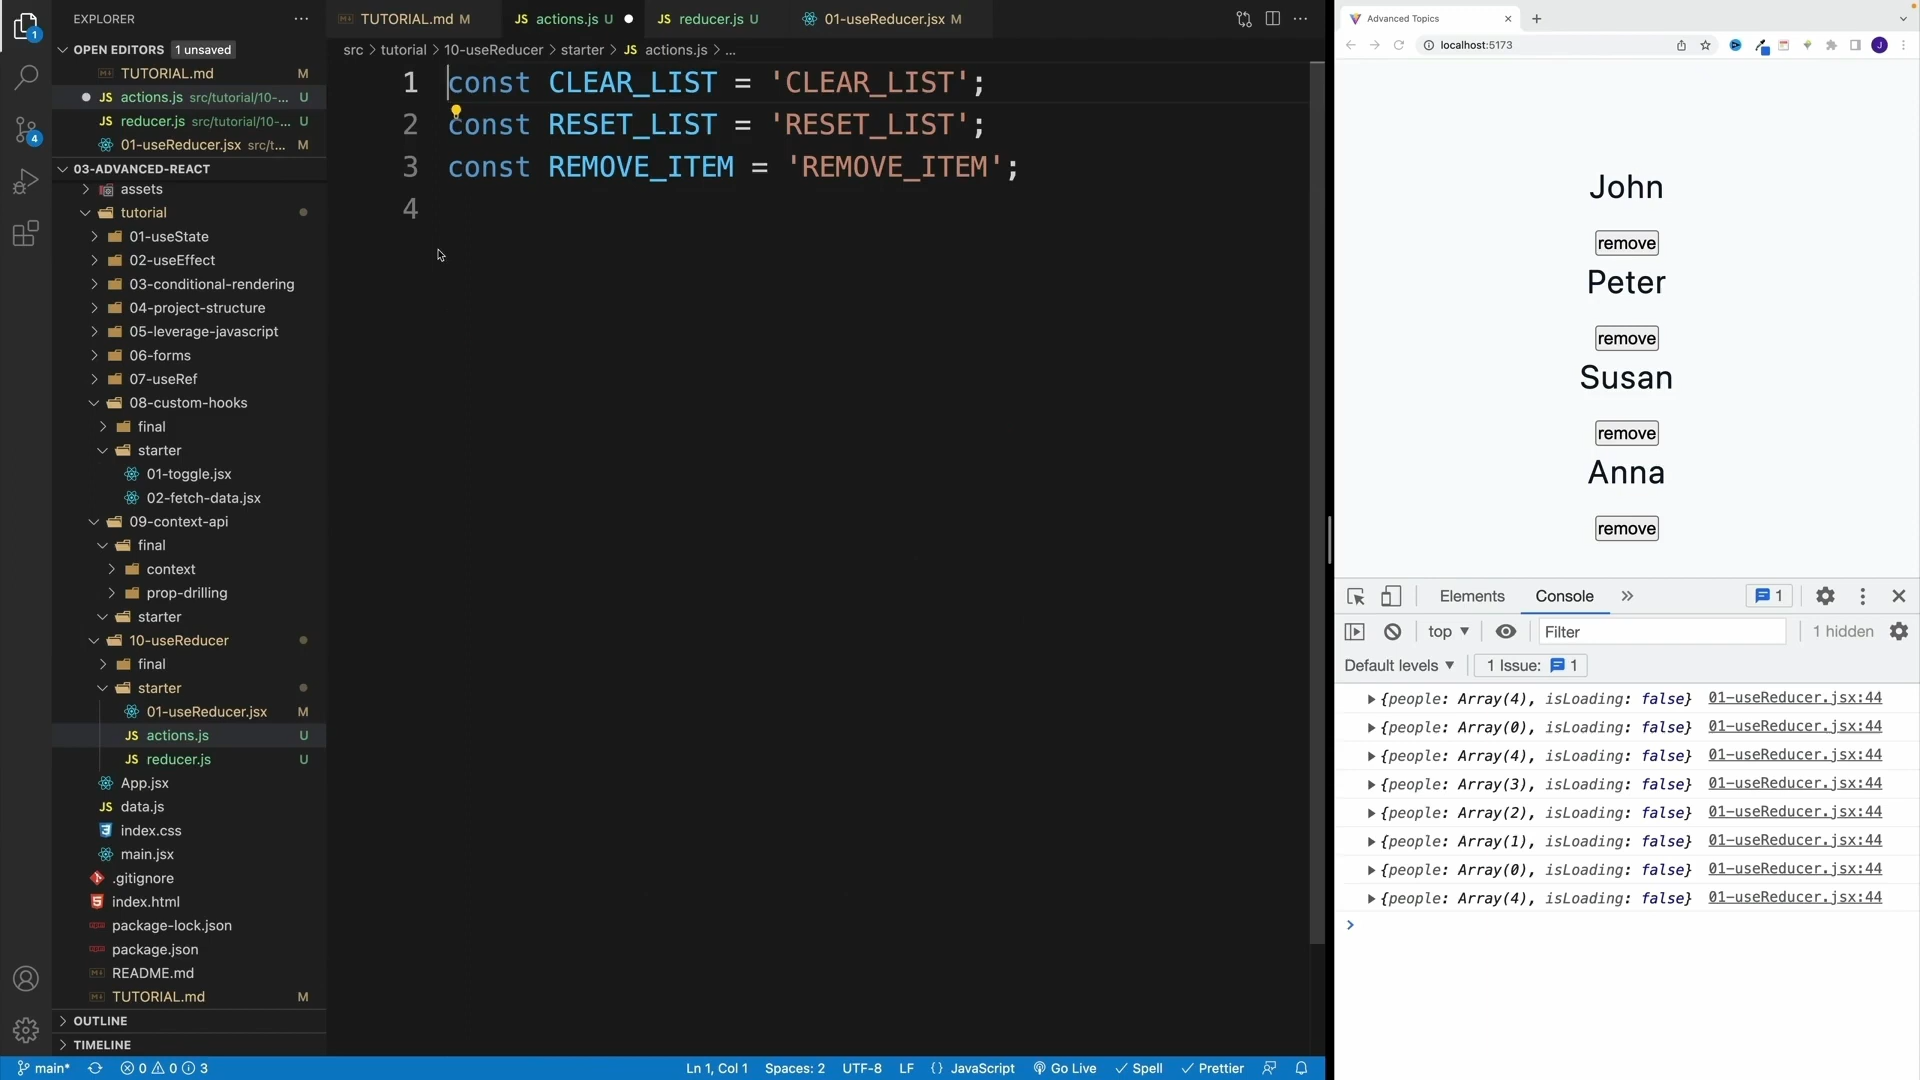 EXPLORER
OPEN EDITORS 1 unsaved
TUTORIAL.md M
actions.js src/tutorial/10-... U
reducer.js src/tutorial/10-... U
01-useReducer.jsx src/t... M
03-ADVANCED-REACT
assets
tutorial
01-useState
02-useEffect
03-conditional-rendering
04-project-structure
05-leverage-javascript
06-forms
07-useRef
08-custom-hooks
final
starter
01-toggle.jsx
02-fetch-data.jsx
09-context-api
final
context
prop-drilling
starter
10-useReducer
final
starter
01-useReducer.jsx M
JS actions.js U
JS reducer.js U
App.jsx
JS data.js
index.css
main.jsx
.gitignore
index.html
package-lock.json
package.json
README.md
TUTORIAL.md M
OUTLINE
TIMELINE
TUTORIAL.md M
JS actions.js U
JS reducer.js U
01-useReducer.jsx M
src > tutorial > 10-useReducer > starter > JS actions.js > ...
1 const CLEAR_LIST = 'CLEAR_LIST';
2 const RESET_LIST = 'RESET_LIST';
3 const REMOVE_ITEM = 'REMOVE_ITEM';
4
main* 0 0 3
Ln 1, Col 1 Spaces: 2 UTF-8 LF {} JavaScript Go Live Spell Prettier
Advanced Topics
localhost:5173
John
remove
Peter
remove
Susan
remove
Anna
remove
Elements Console 1
top Filter 1 hidden
Default levels 1 Issue: 1
{people: Array(4), isLoading: false} 01-useReducer.jsx:44
{people: Array(0), isLoading: false} 01-useReducer.jsx:44
{people: Array(4), isLoading: false} 01-useReducer.jsx:44
{people: Array(3), isLoading: false} 01-useReducer.jsx:44
{people: Array(2), isLoading: false} 01-useReducer.jsx:44
{people: Array(1), isLoading: false} 01-useReducer.jsx:44
{people: Array(0), isLoading: false} 01-useReducer.jsx:44
{people: Array(4), isLoading: false} 01-useReducer.jsx:44